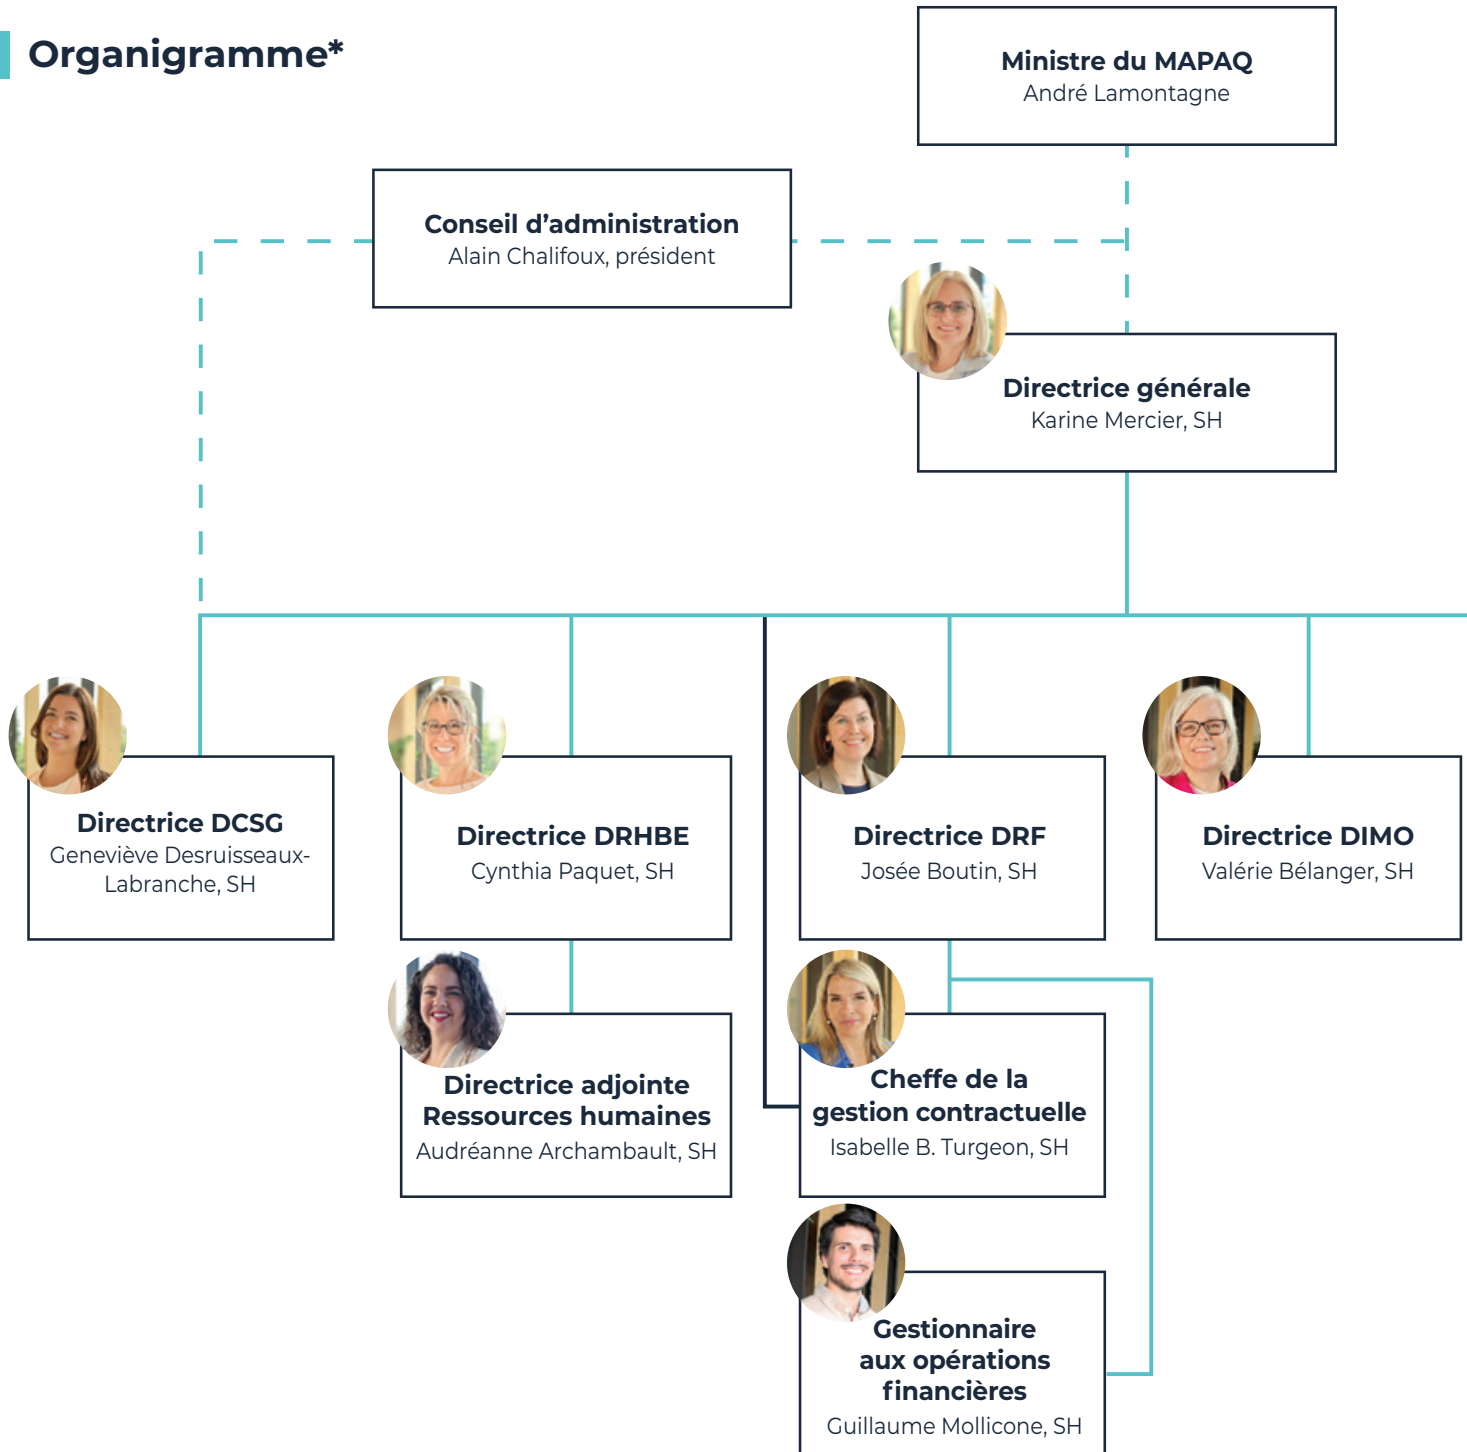 Organigramme*
Ministre du MAPAQ
André Lamontagne
Conseil d'administration
Alain Chalifoux, président
Directrice générale
Karine Mercier, SH
Directrice DCSG
Geneviève Desruisseaux-
Labranche, SH
Directrice DRHBE
Cynthia Paquet, SH
Directrice DRF
Josée Boutin, SH
Directrice DIMO
Valérie Bélanger, SH
Directrice adjointe
Ressources humaines
Audréanne Archambault, SH
Cheffe de la
gestion contractuelle
Isabelle B. Turgeon, SH
Gestionnaire
aux opérations
financières
Guillaume Mollicone, SH